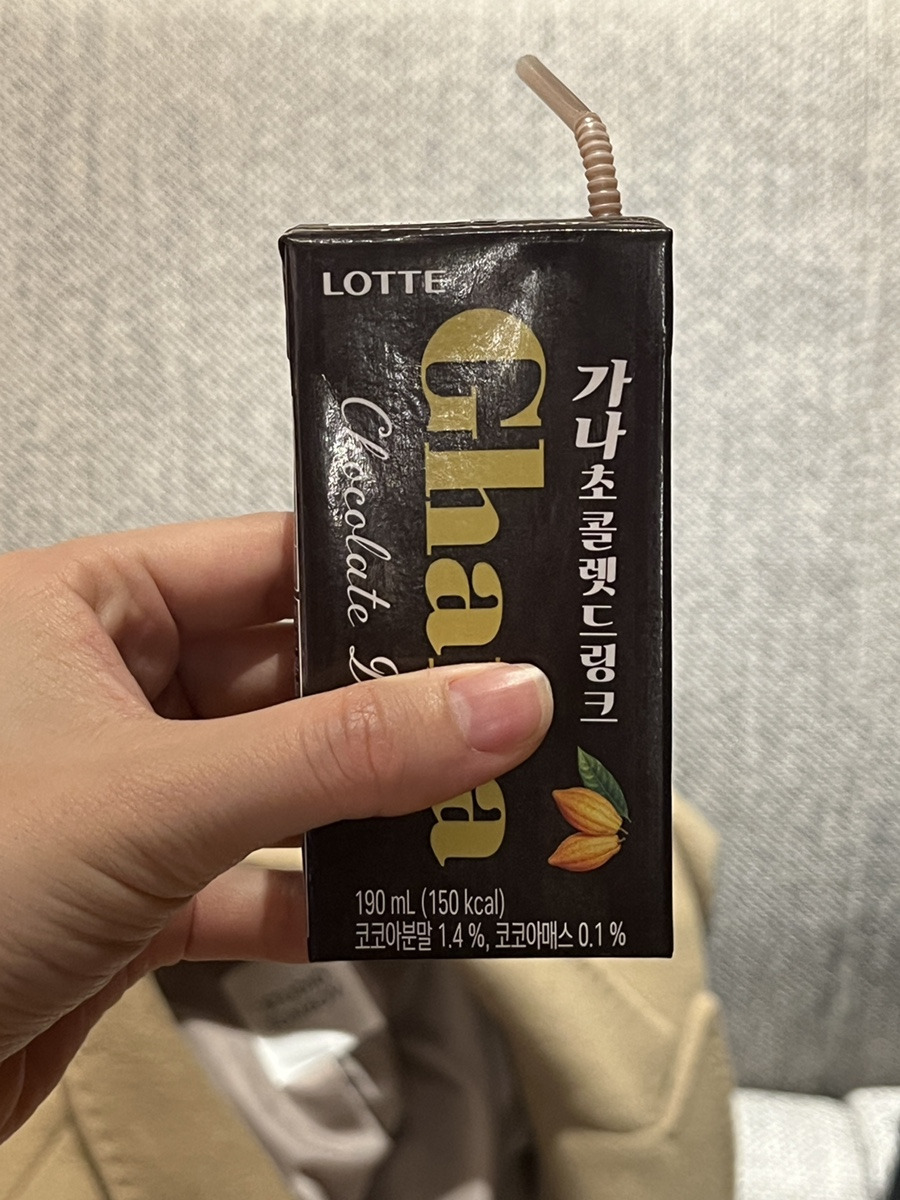 LOTTE
가나초콜렛드링크
Chocolate
190 mL (150 kcal)
코코아분말 1.4 %, 코코아매스 0.1 %